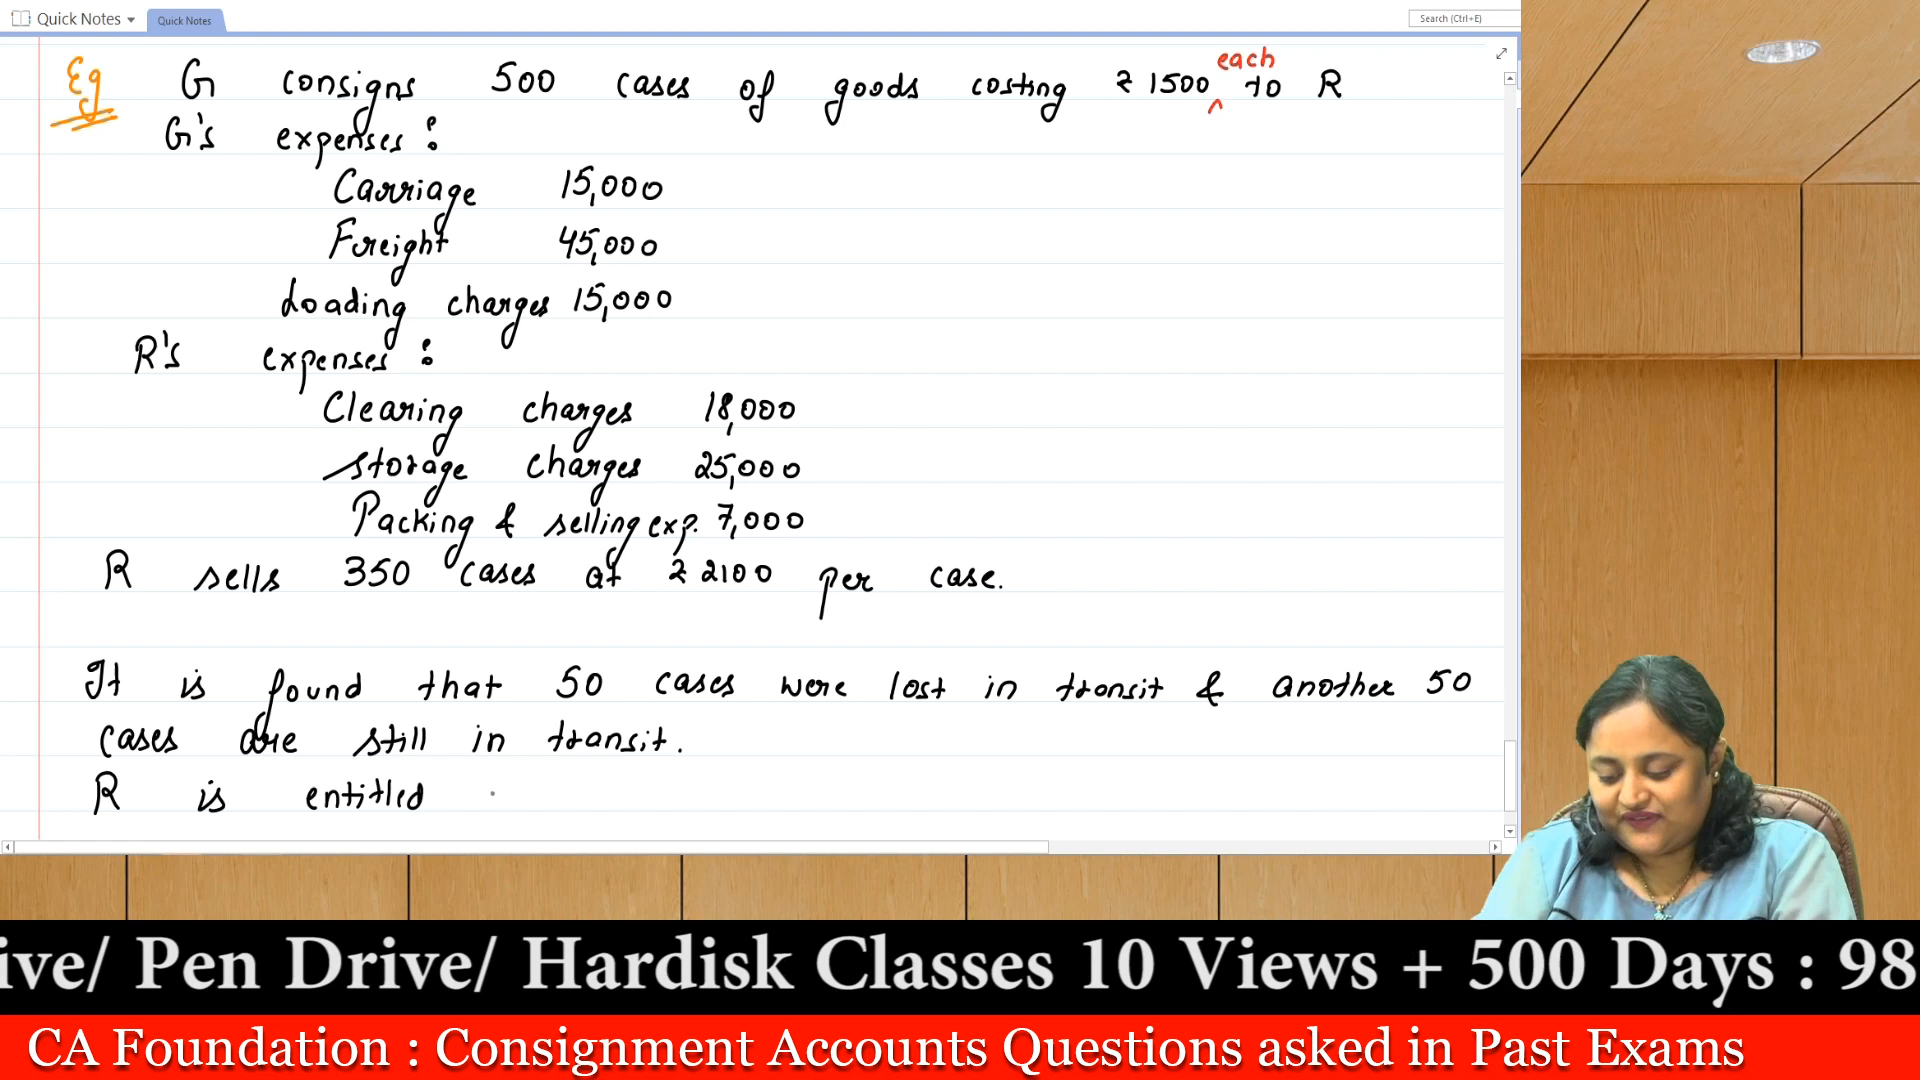 Quick Notes
Quick Notes
Search (Ctrl+E)
Eg G consigns 500 cases of goods costing ₹ 1500 each to R
G's expenses :
Carriage 15,000
Freight 45,000
Loading charges 15,000
R's expenses :
Clearing charges 18,000
Storage charges 25,000
Packing & selling exp. 7,000
R sells 350 cases at ₹ 2100 per case.
It is found that 50 cases were lost in transit & another 50
cases are still in transit.
R is entitled
ive/ Pen Drive/ Hardisk Classes 10 Views + 500 Days : 98
CA Foundation : Consignment Accounts Questions asked in Past Exams